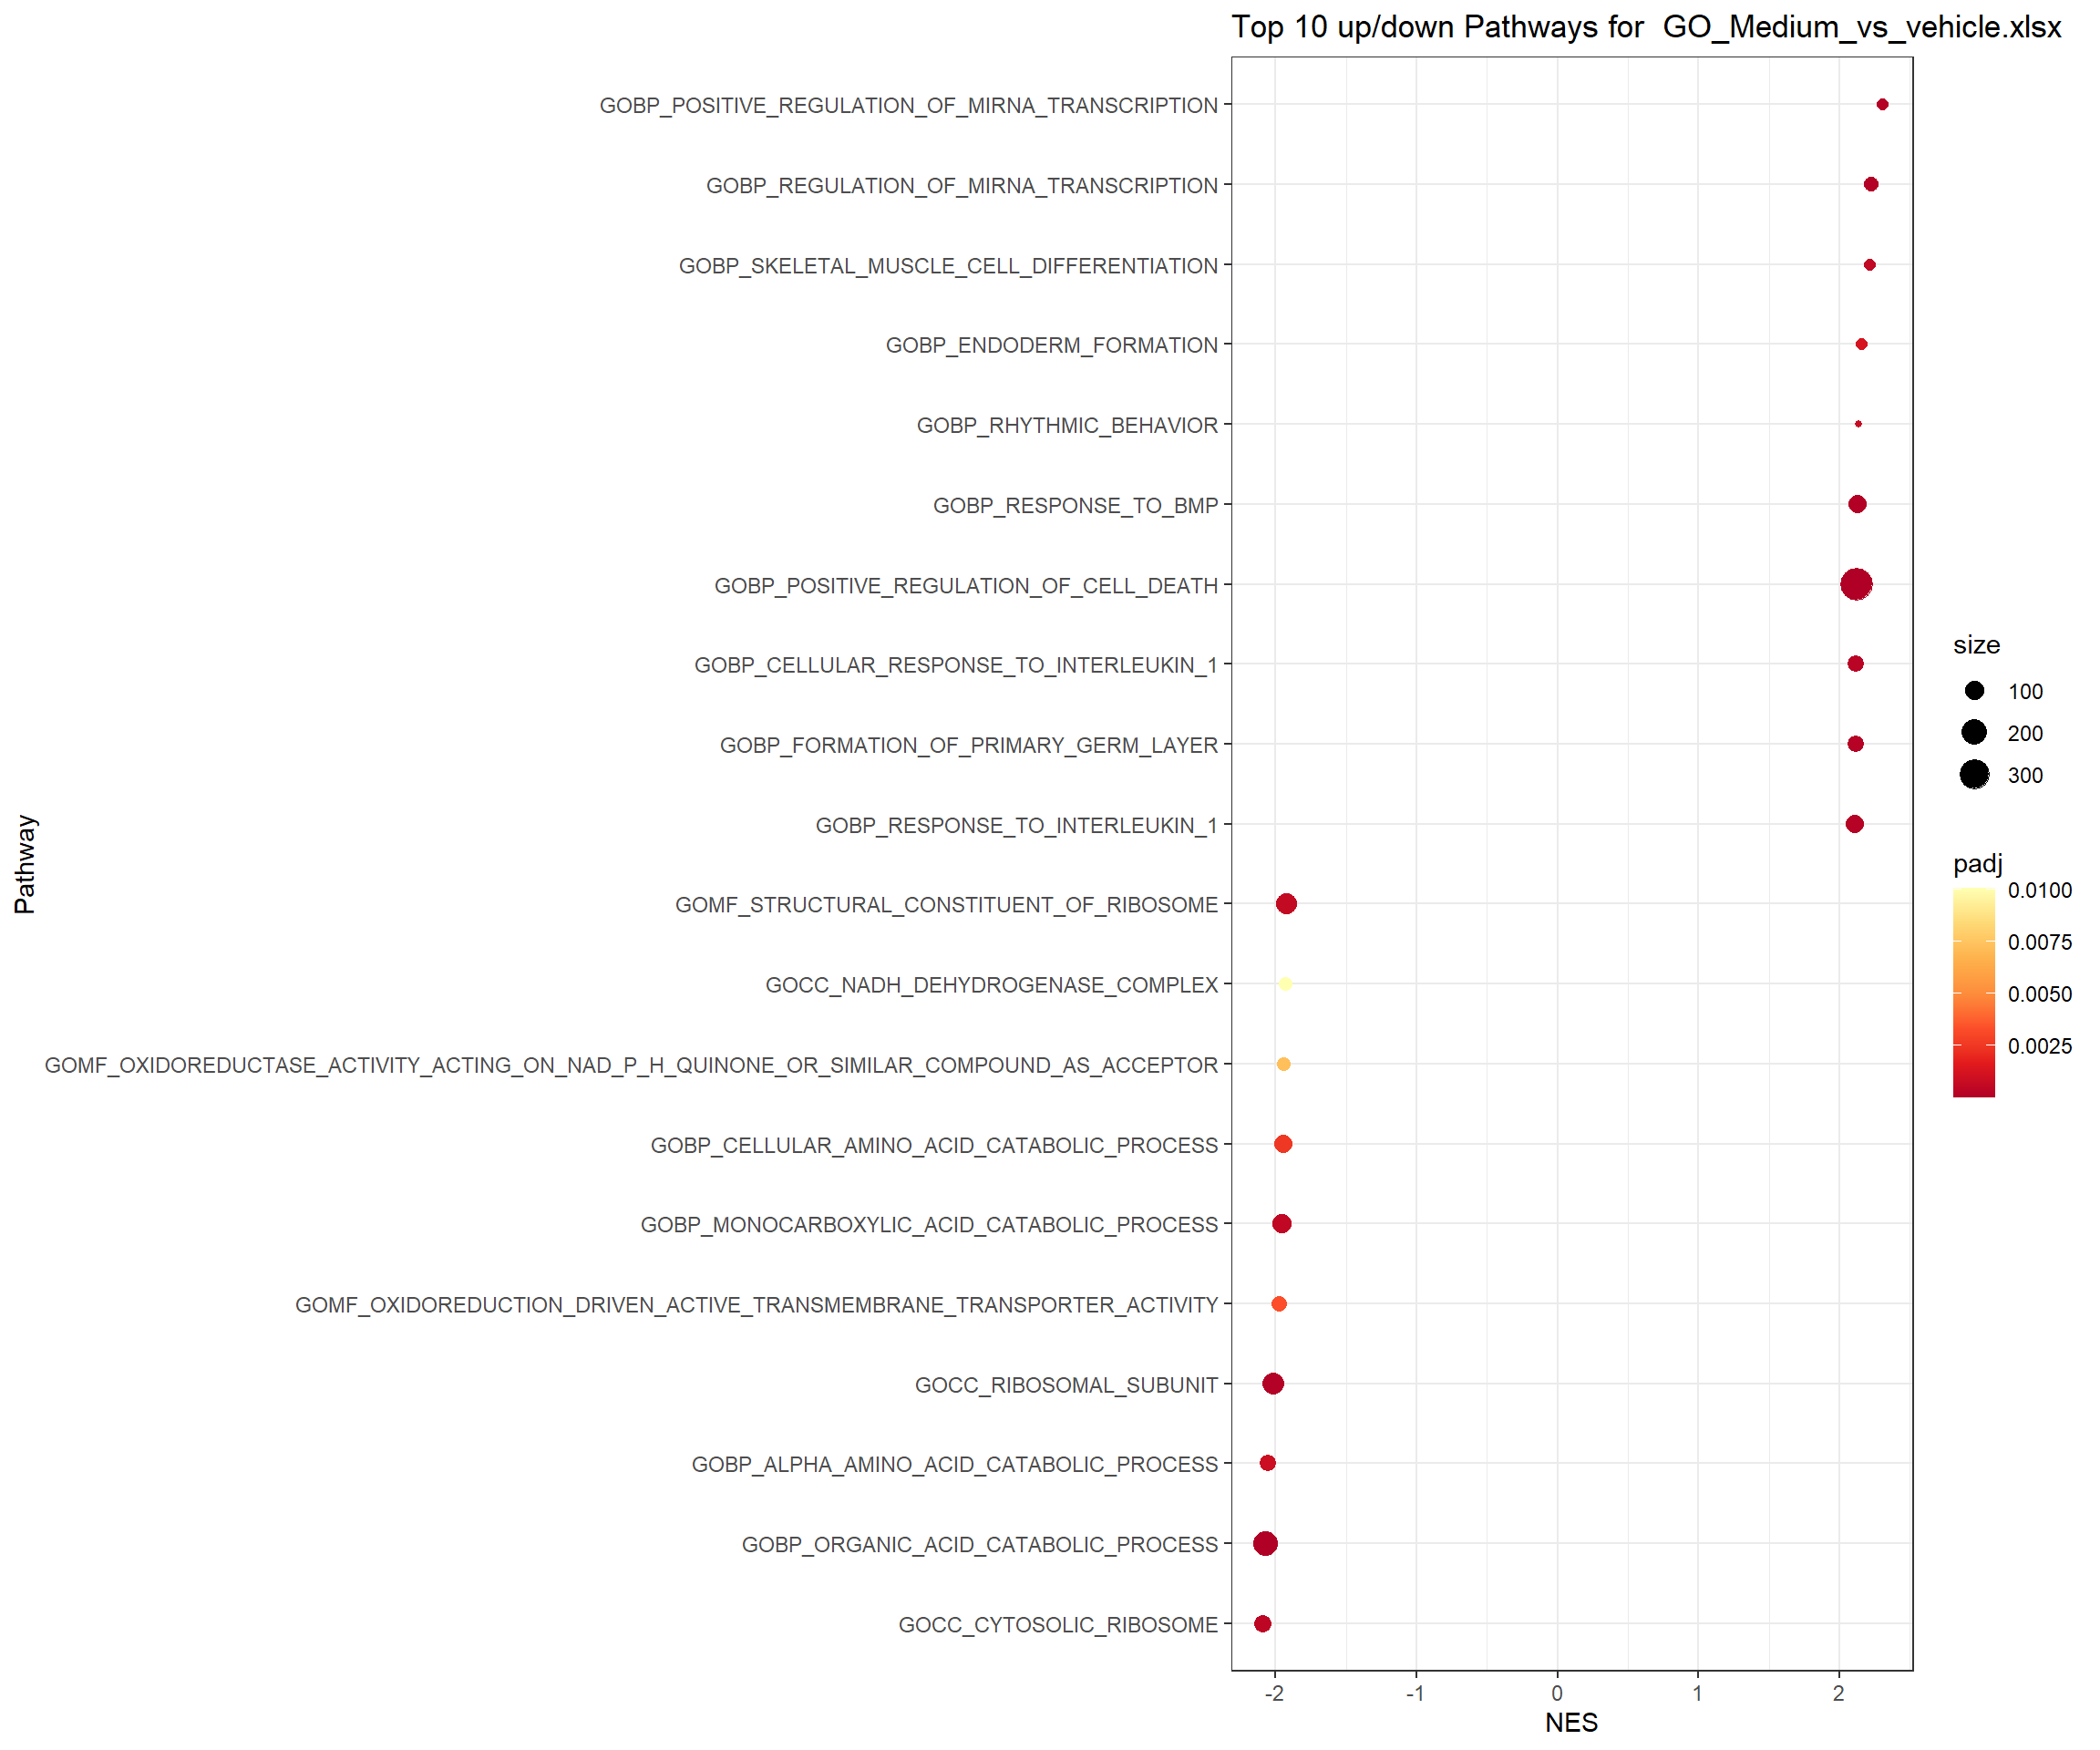 Top 10 up/down Pathways for  GO_Medium_vs_vehicle.xlsx
Pathway
GOBP_POSITIVE_REGULATION_OF_MIRNA_TRANSCRIPTION
GOBP_REGULATION_OF_MIRNA_TRANSCRIPTION
GOBP_SKELETAL_MUSCLE_CELL_DIFFERENTIATION
GOBP_ENDODERM_FORMATION
GOBP_RHYTHMIC_BEHAVIOR
GOBP_RESPONSE_TO_BMP
GOBP_POSITIVE_REGULATION_OF_CELL_DEATH
GOBP_CELLULAR_RESPONSE_TO_INTERLEUKIN_1
GOBP_FORMATION_OF_PRIMARY_GERM_LAYER
GOBP_RESPONSE_TO_INTERLEUKIN_1
GOMF_STRUCTURAL_CONSTITUENT_OF_RIBOSOME
GOCC_NADH_DEHYDROGENASE_COMPLEX
GOMF_OXIDOREDUCTASE_ACTIVITY_ACTING_ON_NAD_P_H_QUINONE_OR_SIMILAR_COMPOUND_AS_ACCEPTOR
GOBP_CELLULAR_AMINO_ACID_CATABOLIC_PROCESS
GOBP_MONOCARBOXYLIC_ACID_CATABOLIC_PROCESS
GOMF_OXIDOREDUCTION_DRIVEN_ACTIVE_TRANSMEMBRANE_TRANSPORTER_ACTIVITY
GOCC_RIBOSOMAL_SUBUNIT
GOBP_ALPHA_AMINO_ACID_CATABOLIC_PROCESS
GOBP_ORGANIC_ACID_CATABOLIC_PROCESS
GOCC_CYTOSOLIC_RIBOSOME
-2 -1 0 1 2
NES
size
100
200
300
padj
0.0100
0.0075
0.0050
0.0025